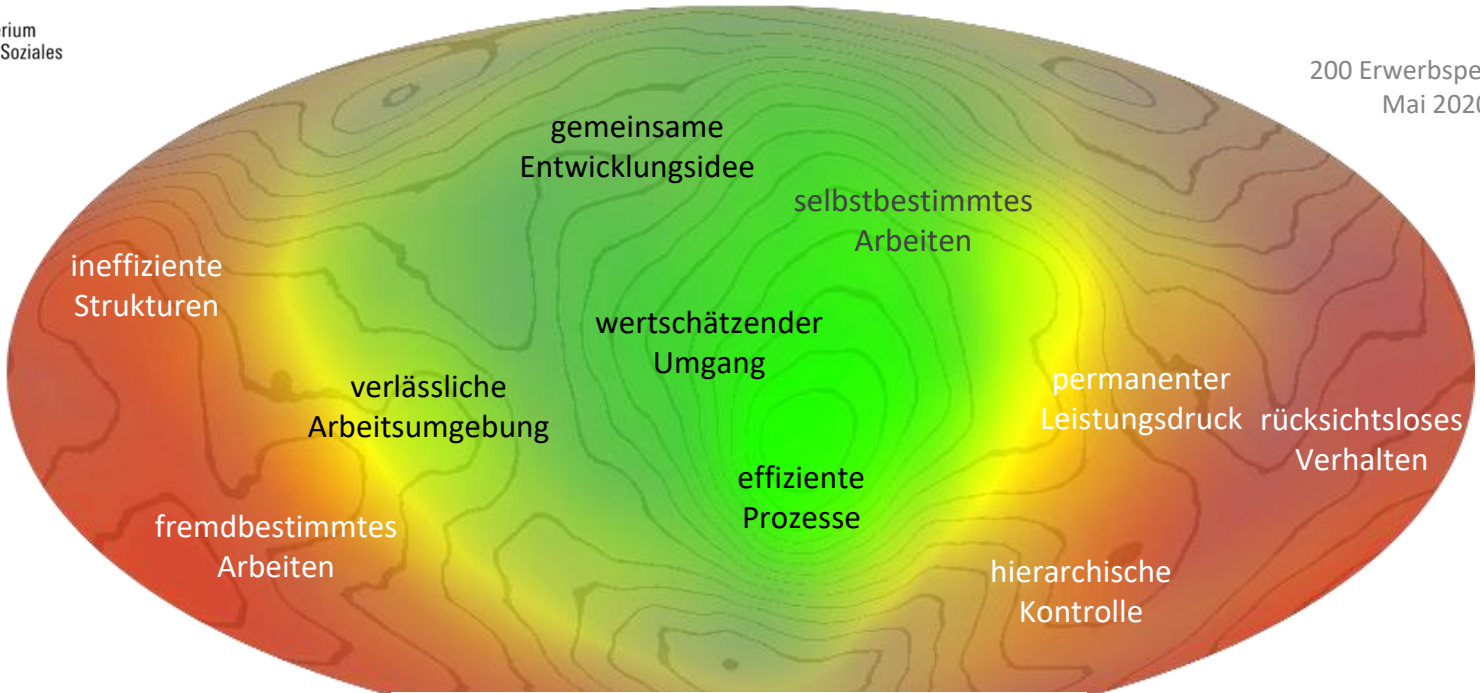 Soziales
200 Erwerbspe
Mai 2020
gemeinsame
Entwicklungsidee
selbstbestimmtes
Arbeiten
ineffiziente
Strukturen
wertschätzender
Umgang
verlässliche
Arbeitsumgebung
permanenter
Leistungsdruck
rücksichtsloses
Verhalten
effiziente
Prozesse
fremdbestimmtes
Arbeiten
hierarchische
Kontrolle